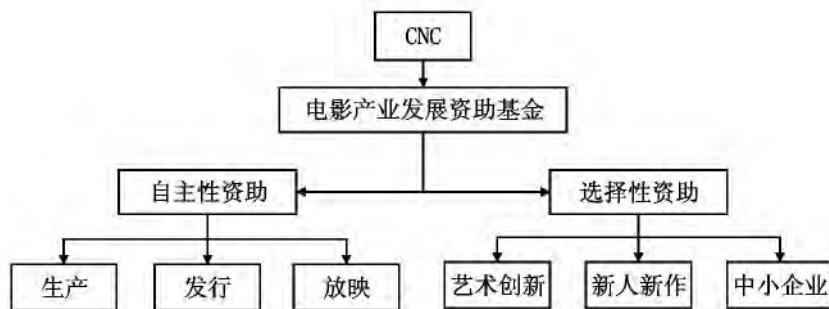 CNC
电影产业发展资助基金
自主性资助
选择性资助
生产
发行
放映
艺术创新
新人新作
中小企业